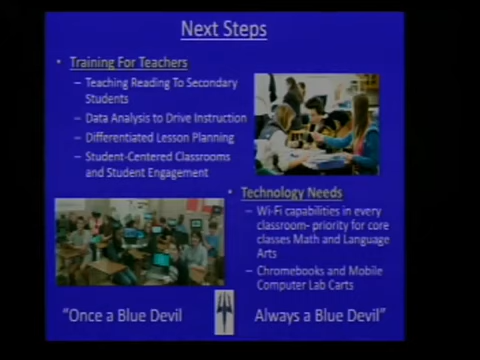 Next Steps
• Training For Teachers
– Teaching Reading To Secondary
Students
– Data Analysis to Drive Instruction
– Differentiated Lesson Planning
– Student-Centered Classrooms
and Student Engagement
• Technology Needs
– Wi-Fi capabilities in every
classroom- priority for core
classes Math and Language
Arts
– Chromebooks and Mobile
Computer Lab Carts
"Once a Blue Devil
Always a Blue Devil"